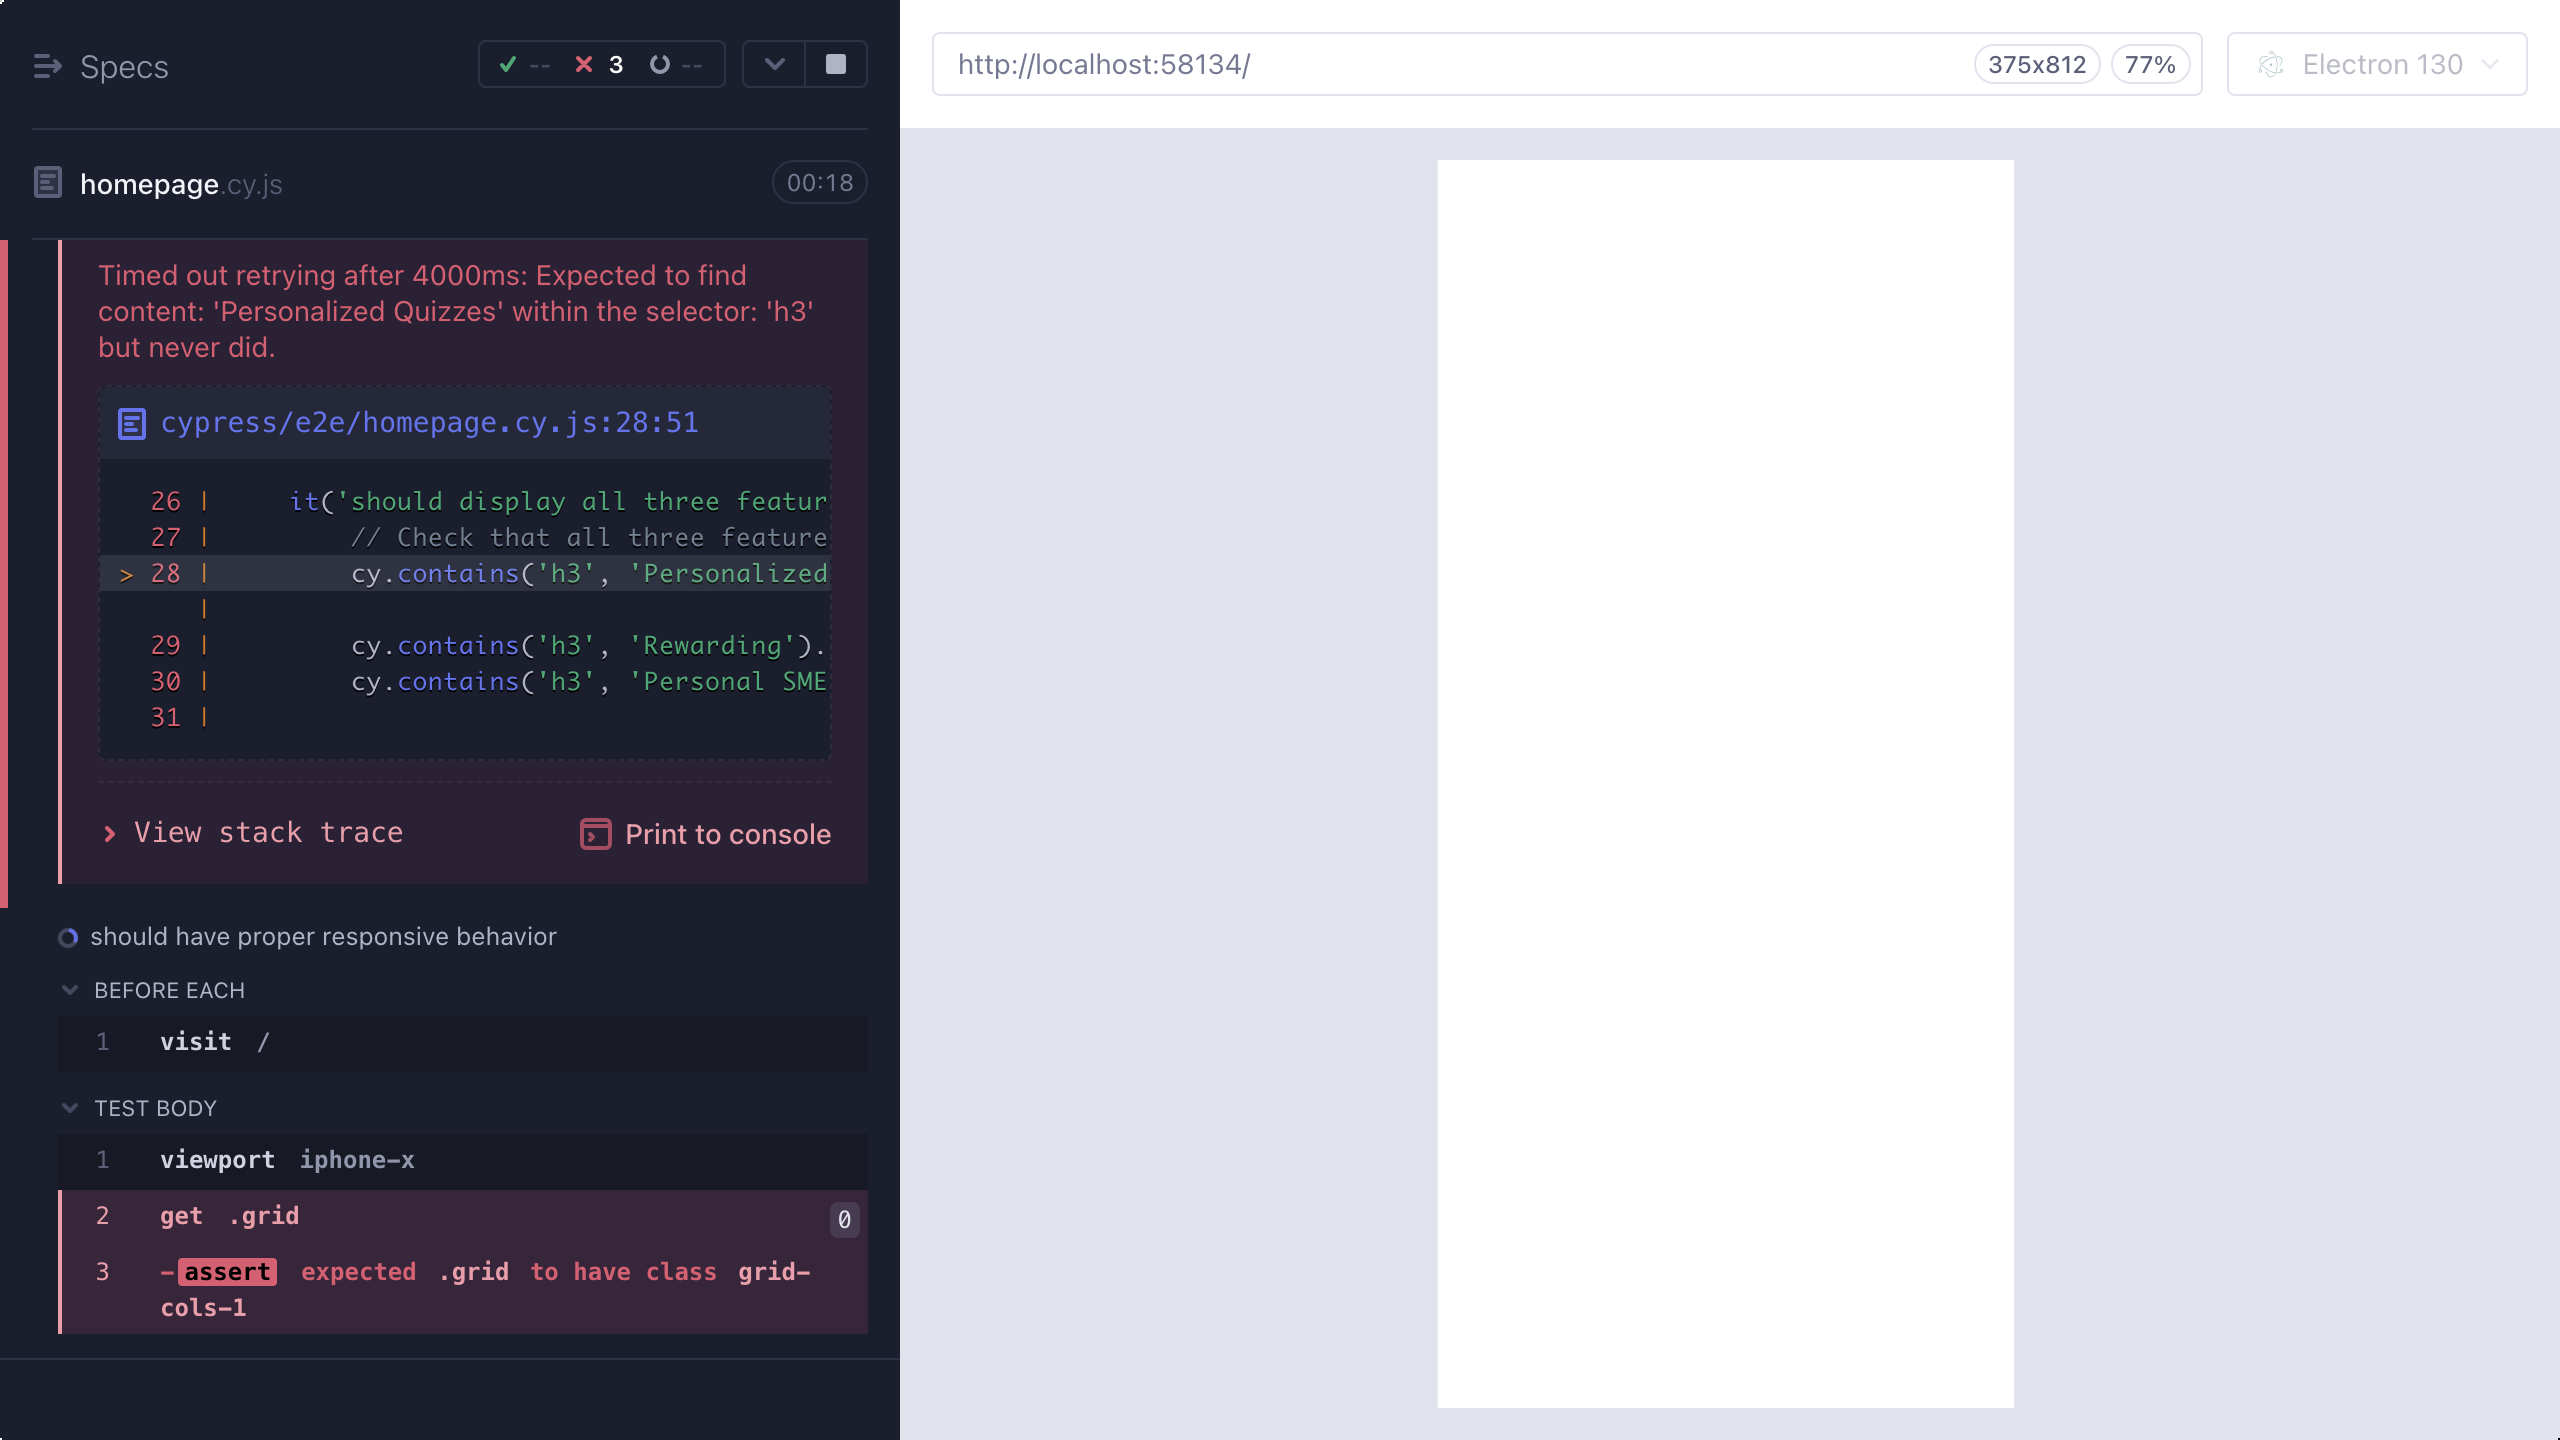 Specs
-- 3 --
homepage.cy.js
00:18
Timed out retrying after 4000ms: Expected to find
content: 'Personalized Quizzes' within the selector: 'h3'
but never did.
cypress/e2e/homepage.cy.js:28:51
26 | it('should display all three featur
27 | // Check that all three feature
> 28 | cy.contains('h3', 'Personalized
|
29 | cy.contains('h3', 'Rewarding').
30 | cy.contains('h3', 'Personal SME
31 |
View stack trace
Print to console
should have proper responsive behavior
BEFORE EACH
1 visit /
TEST BODY
1 viewport iphone-x
2 get .grid 0
3 -assert expected .grid to have class grid-
cols-1
http://localhost:58134/
375x812
77%
Electron 130